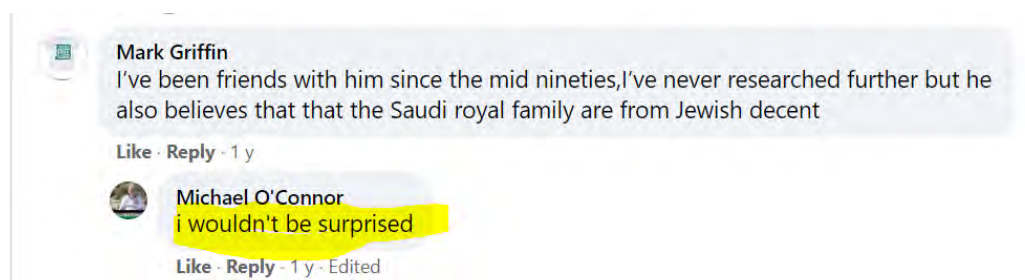 Mark Griffin
I've been friends with him since the mid nineties,I've never researched further but he
also believes that that the Saudi royal family are from Jewish decent
Like · Reply · 1 y
Michael O'Connor
i wouldn't be surprised
Like · Reply · 1 y · Edited